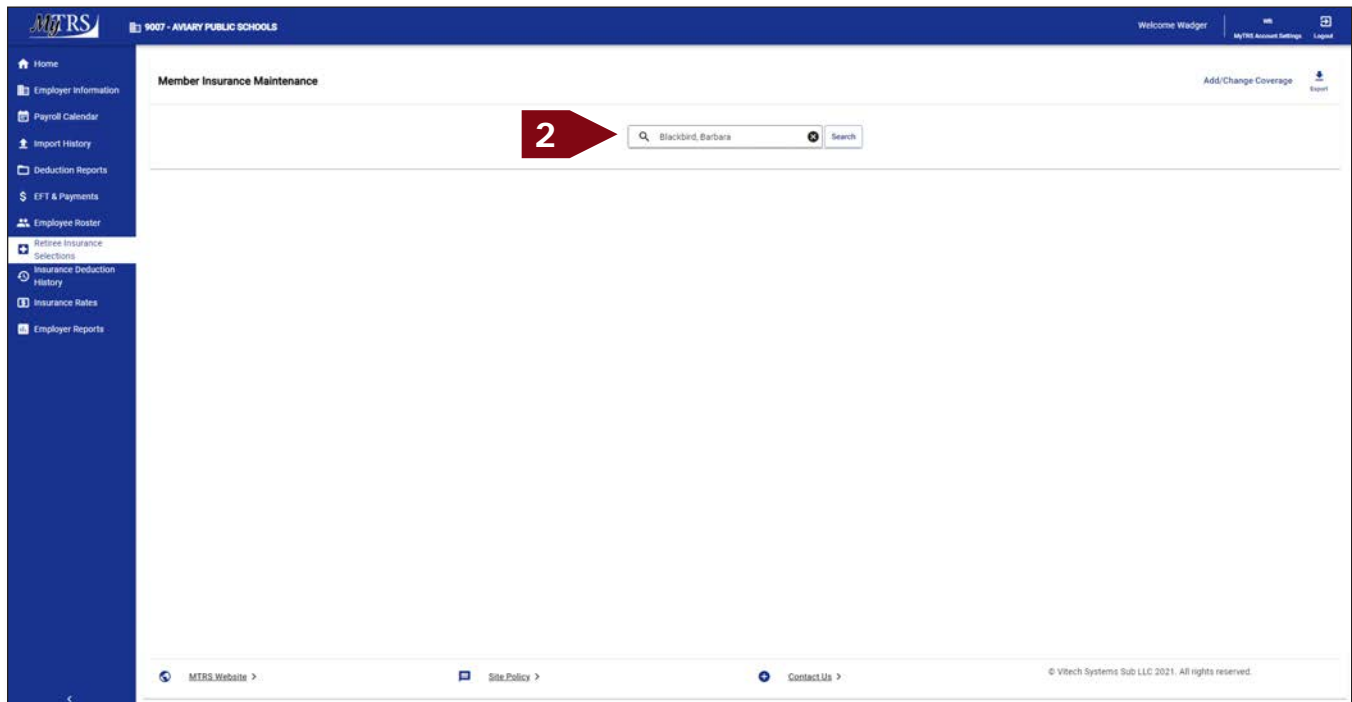 MyTRS
9007 - AVIARY PUBLIC SCHOOLS
Welcome Wadger
MyTRS Account Settings
Logout
Home
Employer Information
Payroll Calendar
Import History
Deduction Reports
EFT & Payments
Employee Roster
Retiree Insurance
Selections
Insurance Deduction
History
Insurance Rates
Employer Reports
Member Insurance Maintenance
Add/Change Coverage
Export
2
Blackbird, Barbara
Search
MTRS Website >
Site Policy >
Contact Us >
© Vitech Systems Sub LLC 2021. All rights reserved.